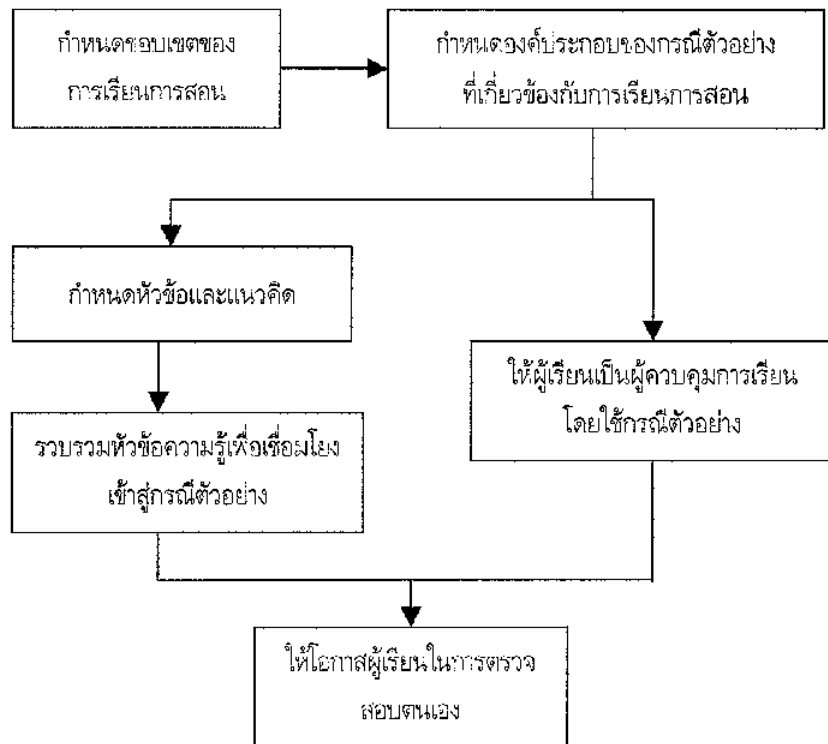 กำหนดขอบเขตของ
การเรียนการสอน
กำหนดองค์ประกอบของกรณีตัวอย่าง
ที่เกี่ยวข้องกับการเรียนการสอน
กำหนดหัวข้อและแนวคิด
ให้ผู้เรียนเป็นผู้ควบคุมการเรียน
โดยใช้กรณีตัวอย่าง
รวบรวมหัวข้อความรู้เพื่อเชื่อมโยง
เข้าสู่กรณีตัวอย่าง
ให้โอกาสผู้เรียนในการตรวจ
สอบตนเอง